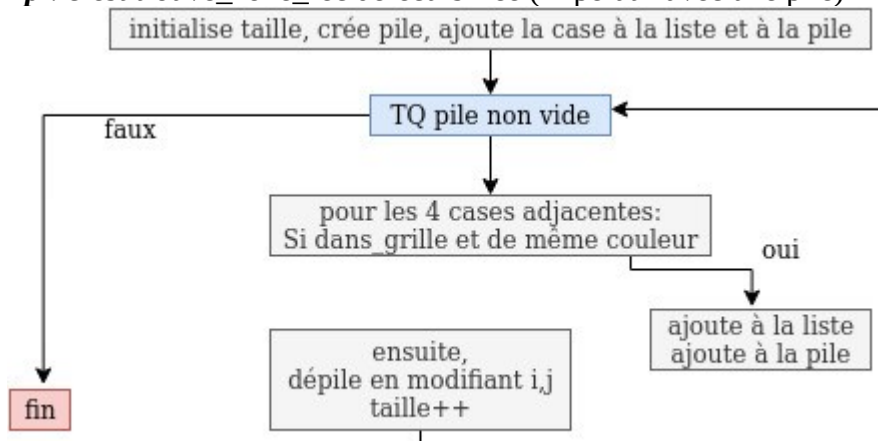 initialise taille, crée pile, ajoute la case à la liste et à la pile
TQ pile non vide
faux
pour les 4 cases adjacentes:
Si dans_grille et de même couleur
oui
ajoute à la liste
ajoute à la pile
ensuite,
dépile en modifiant i,j
taille++
fin